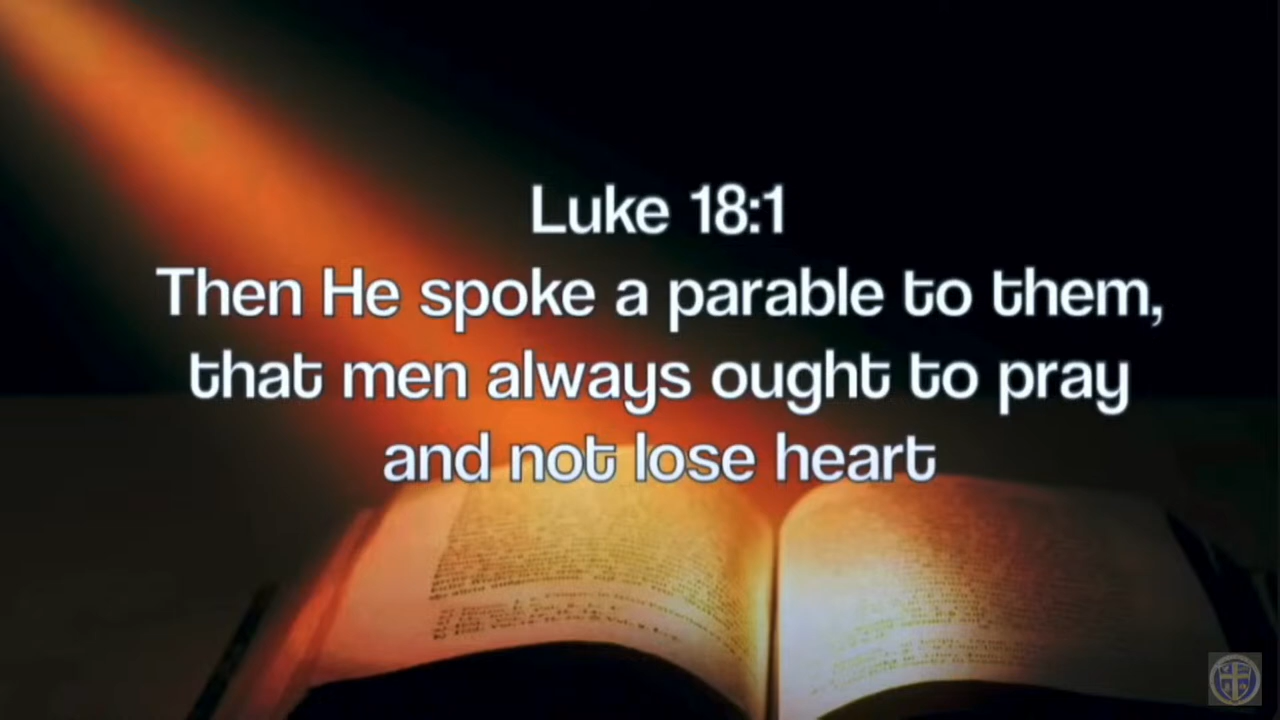 Luke 18:1
Then He spoke a parable to them,
that men always ought to pray
and not lose heart